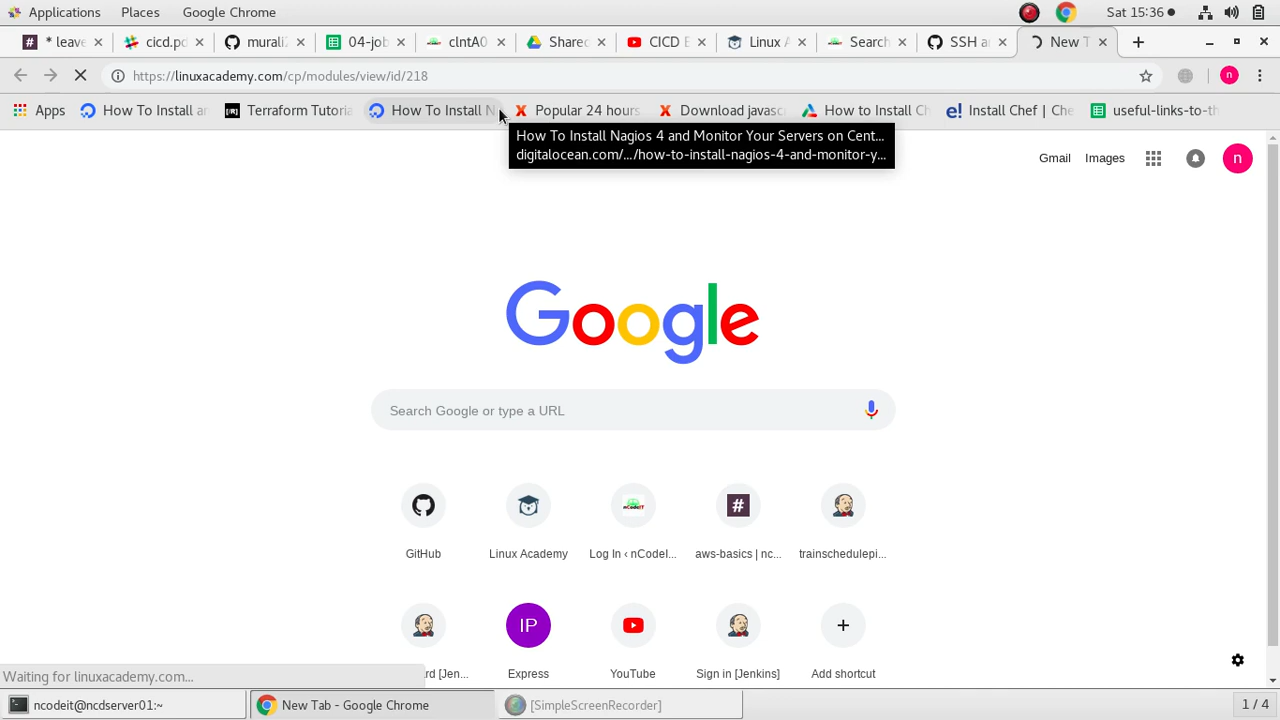 Applications Places Google Chrome Sat 15:36
* leave cicd.po murali 04-job clntA0 Shared CICD E Linux A Search SSH an New T
https://linuxacademy.com/cp/modules/view/id/218 n
Apps How To Install an Terraform Tutoria How To Install N Popular 24 hours Download javasc How to Install Ch Install Chef | Che useful-links-to-th
How To Install Nagios 4 and Monitor Your Servers on Cent...
digitalocean.com/.../how-to-install-nagios-4-and-monitor-y...
Gmail Images n
Google
Search Google or type a URL
GitHub Linux Academy Log In ‹ nCodeI... aws-basics | nc... trainschedulepi...
IP
rd [Jen... Express YouTube Sign in [Jenkins] Add shortcut
Waiting for linuxacademy.com...
ncodeit@ncdserver01:~ New Tab - Google Chrome [SimpleScreenRecorder] 1 / 4